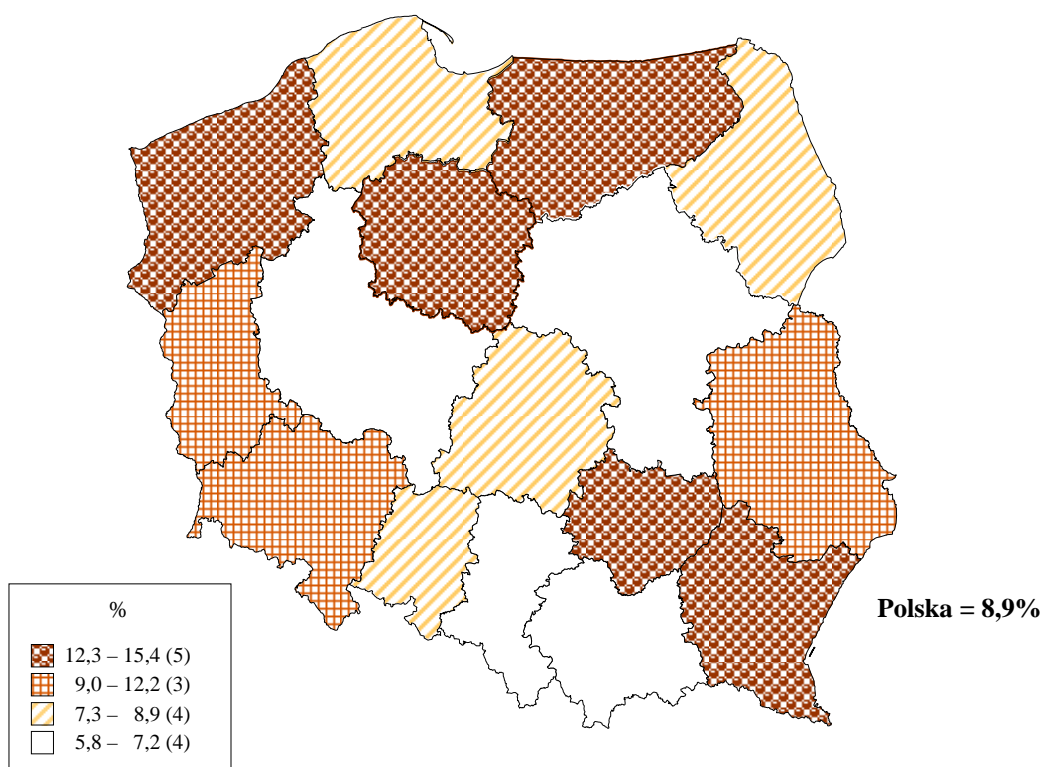 %
12,3 – 15,4 (5)
9,0 – 12,2 (3)
7,3 – 8,9 (4)
5,8 – 7,2 (4)
Polska = 8,9%